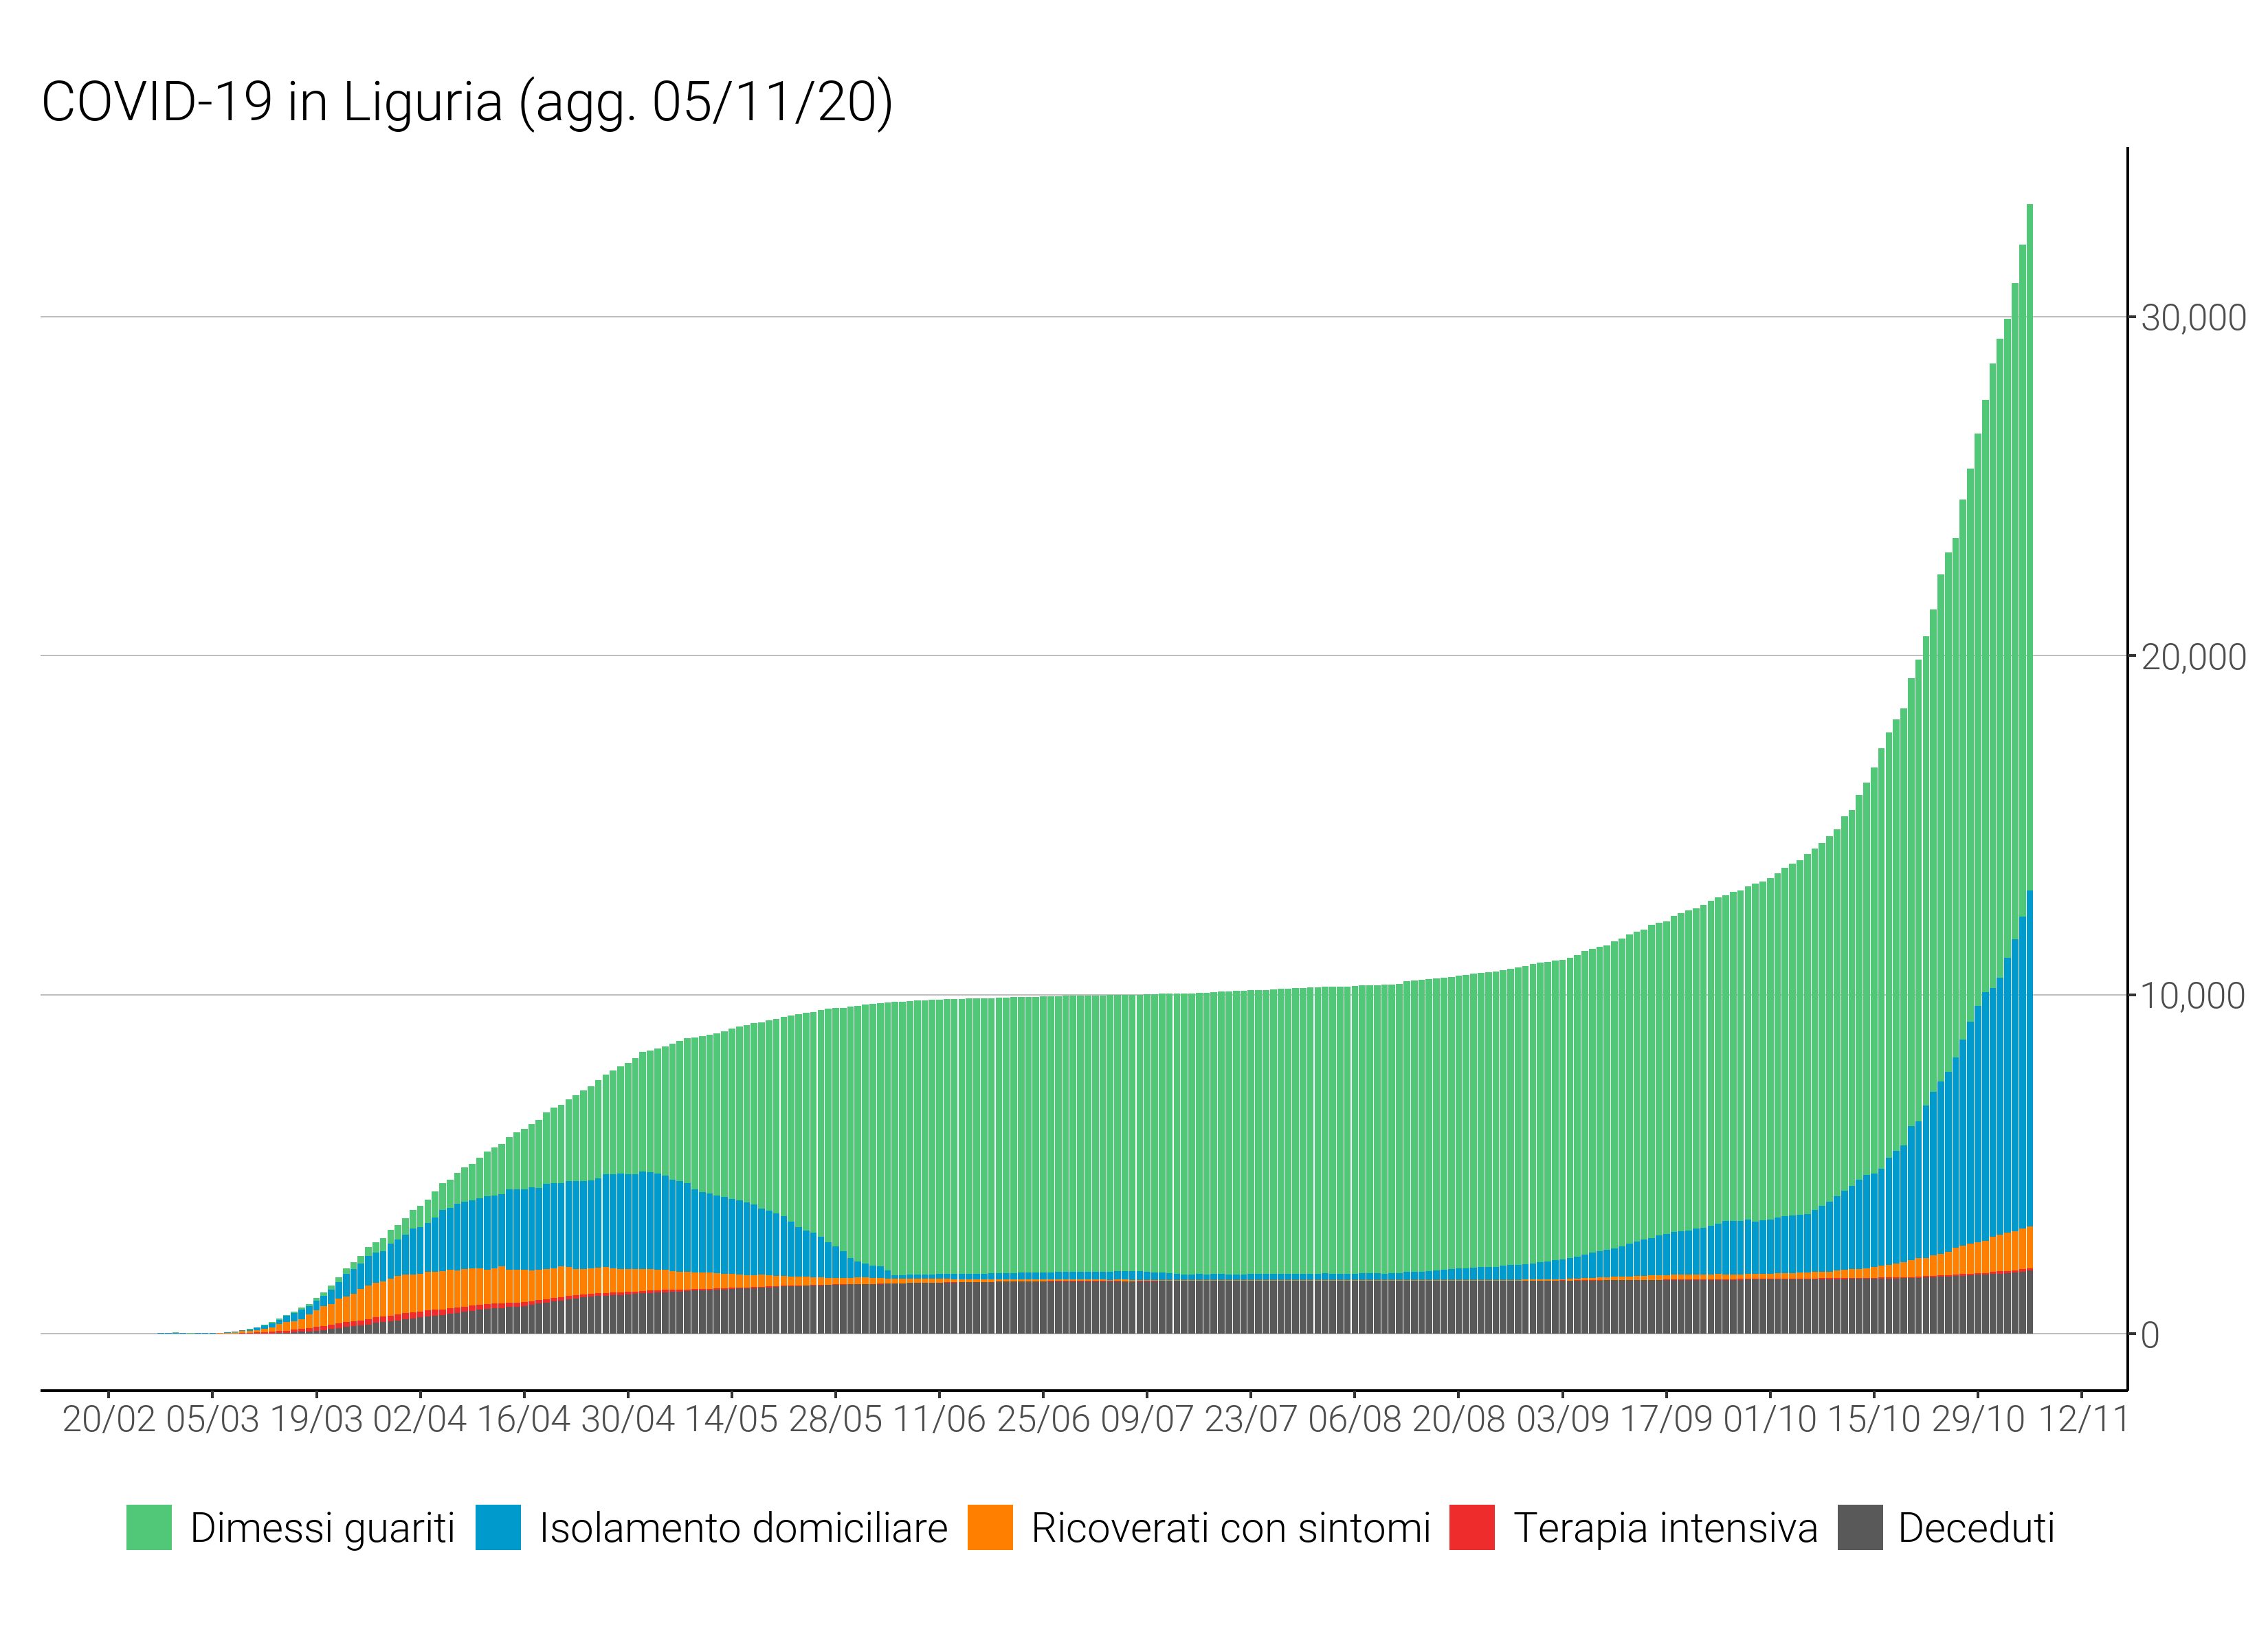 COVID-19 in Liguria (agg. 05/11/20)
30,000
20,000
10,000
0
20/02 05/03 19/03 02/04 16/04 30/04 14/05 28/05 11/06 25/06 09/07 23/07 06/08 20/08 03/09 17/09 01/10 15/10 29/10 12/11
Dimessi guariti Isolamento domiciliare Ricoverati con sintomi Terapia intensiva Deceduti